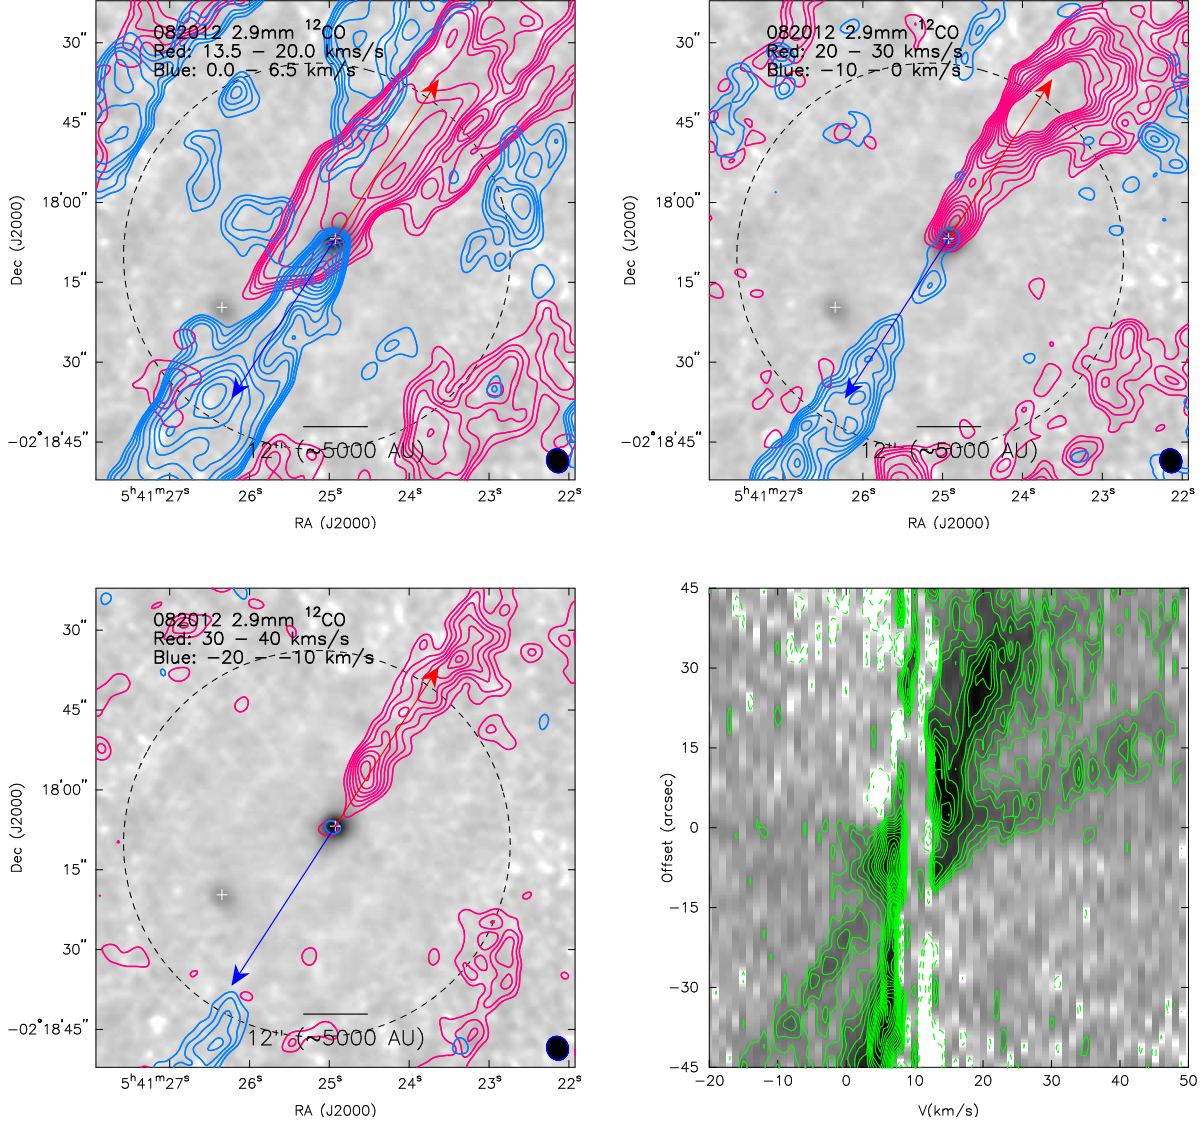 082012 2.9mm ¹²CO
Red: 13.5 − 20.0 kms/s
Blue: 0.0 − 6.5 km/s
30″
45″
18′00″
15″
30″
−02°18′45″
Dec (J2000)
12″ (~5000 AU)
5ʰ41ᵐ27ˢ 26ˢ 25ˢ 24ˢ 23ˢ 22ˢ
RA (J2000)
082012 2.9mm ¹²CO
Red: 20 − 30 kms/s
Blue: −10 − 0 km/s
30″
45″
18′00″
15″
30″
−02°18′45″
Dec (J2000)
12″ (~5000 AU)
5ʰ41ᵐ27ˢ 26ˢ 25ˢ 24ˢ 23ˢ 22ˢ
RA (J2000)
082012 2.9mm ¹²CO
Red: 30 − 40 kms/s
Blue: −20 − −10 km/s
30″
45″
18′00″
15″
30″
−02°18′45″
Dec (J2000)
12″ (~5000 AU)
5ʰ41ᵐ27ˢ 26ˢ 25ˢ 24ˢ 23ˢ 22ˢ
RA (J2000)
45
30
15
0
−15
−30
−45
Offset (arcsec)
−20 −10 0 10 20 30 40 50
V(km/s)